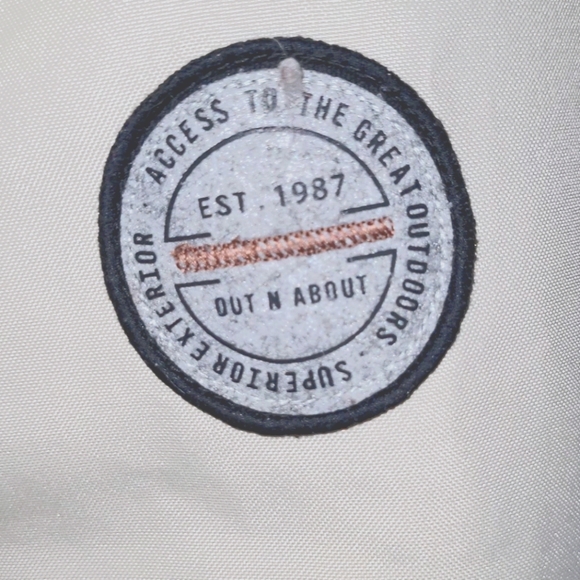 ACCESS TO THE GREAT OUTDOORS · SUPERIOR EXTERIOR ·
EST. 1987
OUT N ABOUT